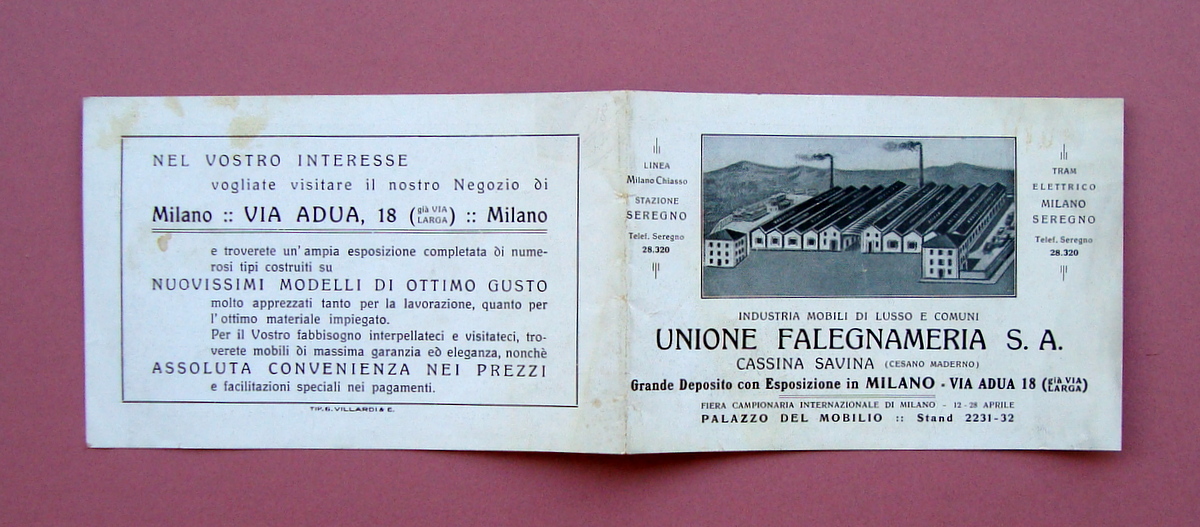 NEL VOSTRO INTERESSE
vogliate visitare il nostro Negozio di
Milano :: VIA ADUA, 18 (già VIA LARGA) :: Milano
e troverete un' ampia esposizione completata di nume-
rosi tipi costruiti su
NUOVISSIMI MODELLI DI OTTIMO GUSTO
molto apprezzati tanto per la lavorazione, quanto per
l' ottimo materiale impiegato.
Per il Vostro fabbisogno interpellateci e visitateci, tro-
verete mobili di massima garanzia ed eleganza, nonchè
ASSOLUTA CONVENIENZA NEI PREZZI
e facilitazioni speciali nei pagamenti.
TIP. G. VILLARDI & C.
LINEA
Milano Chiasso
STAZIONE
SEREGNO
Telef. Seregno
28.320
TRAM
ELETTRICO
MILANO
SEREGNO
Telef. Seregno
28.320
INDUSTRIA MOBILI DI LUSSO E COMUNI
UNIONE FALEGNAMERIA S. A.
CASSINA SAVINA (CESANO MADERNO)
Grande Deposito con Esposizione in MILANO - VIA ADUA 18 (già VIA LARGA)
FIERA CAMPIONARIA INTERNAZIONALE DI MILANO - 12 - 28 APRILE
PALAZZO DEL MOBILIO :: Stand 2231-32